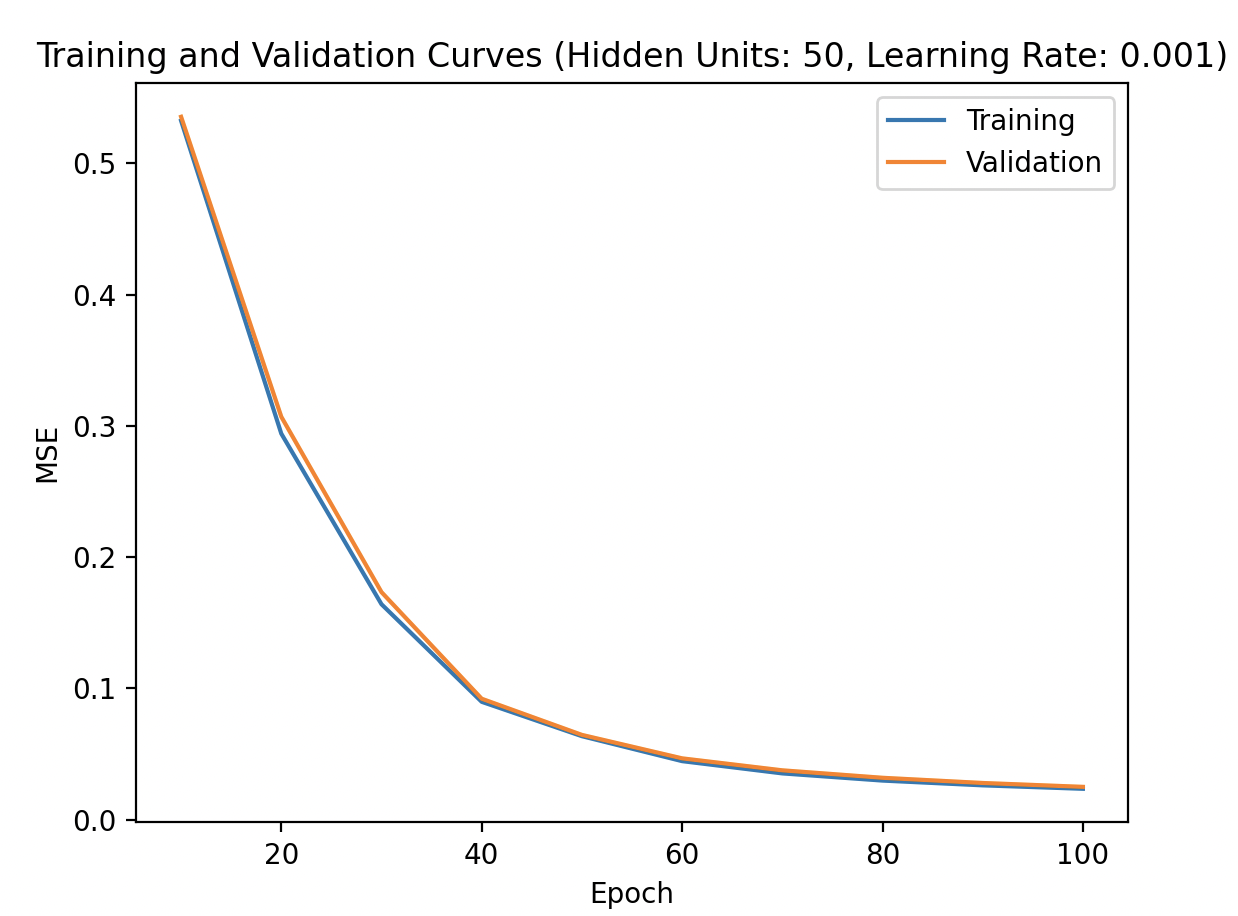 Training and Validation Curves (Hidden Units: 50, Learning Rate: 0.001)
Training
Validation
0.5
0.4
0.3
0.2
0.1
0.0
MSE
20 40 60 80 100
Epoch